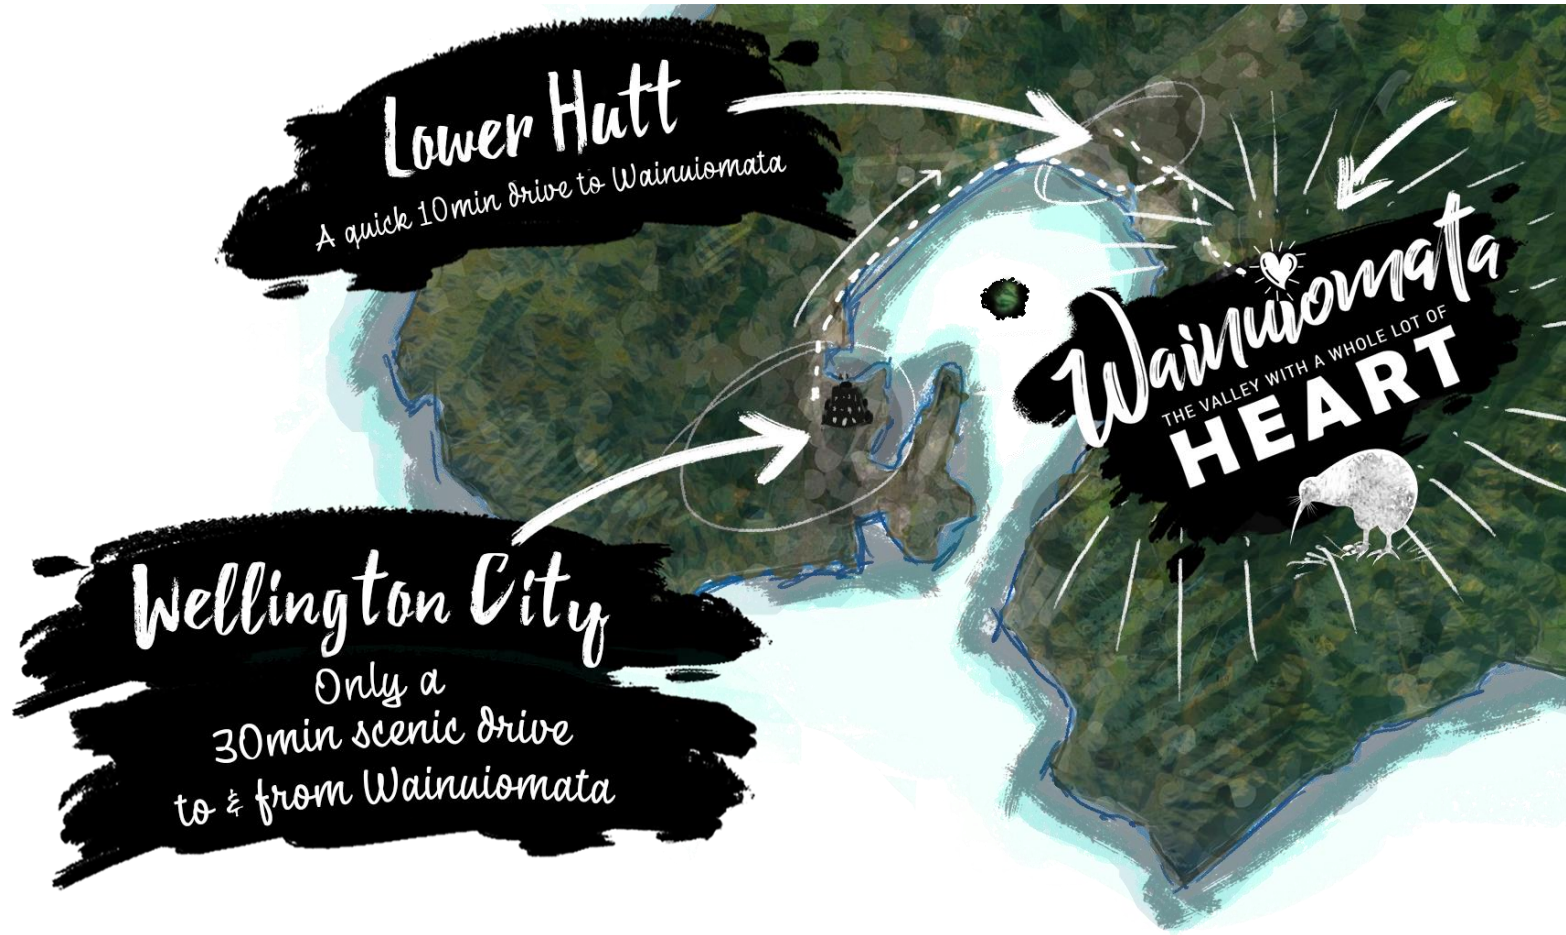 Lower Hutt
A quick 10min drive to Wainuiomata
Wainuiomata
THE VALLEY WITH A WHOLE LOT OF
HEART
Wellington City
Only a
30min scenic drive
to & from Wainuiomata